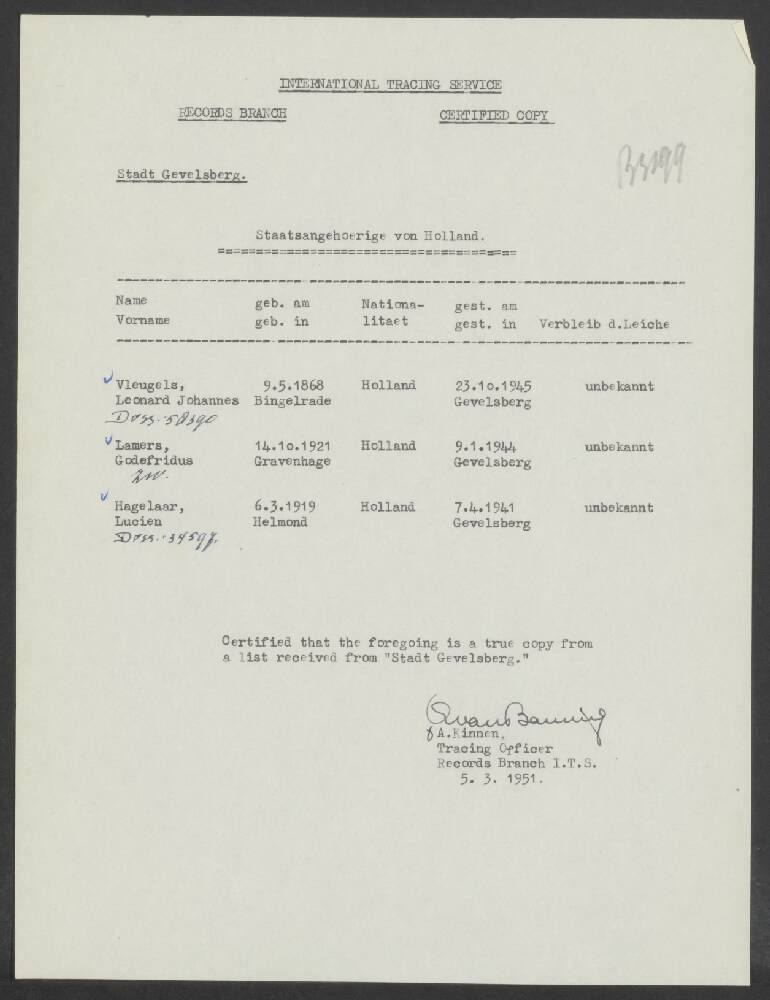 INTERNATIONAL TRACING SERVICE
RECORDS BRANCH CERTIFIED COPY
Stadt Gevelsberg.
Staatsangehoerige von Holland.
Name geb. am Nationa- gest. am
Vorname geb. in litaet gest. in Verbleib d.Leiche
Vleugels, 9.5.1868 Holland 23.10.1945 unbekannt
Leonard Johannes Bingelrade Gevelsberg
Doss. 58390
Lamers, 14.10.1921 Holland 9.1.1944 unbekannt
Godefridus Gravenhage Gevelsberg
Hagelaar, 6.3.1919 Holland 7.4.1941 unbekannt
Lucien Helmond Gevelsberg
Certified that the foregoing is a true copy from
a list received from "Stadt Gevelsberg."
A.Kinnen,
Tracing Officer
Records Branch I.T.S.
5. 3. 1951.